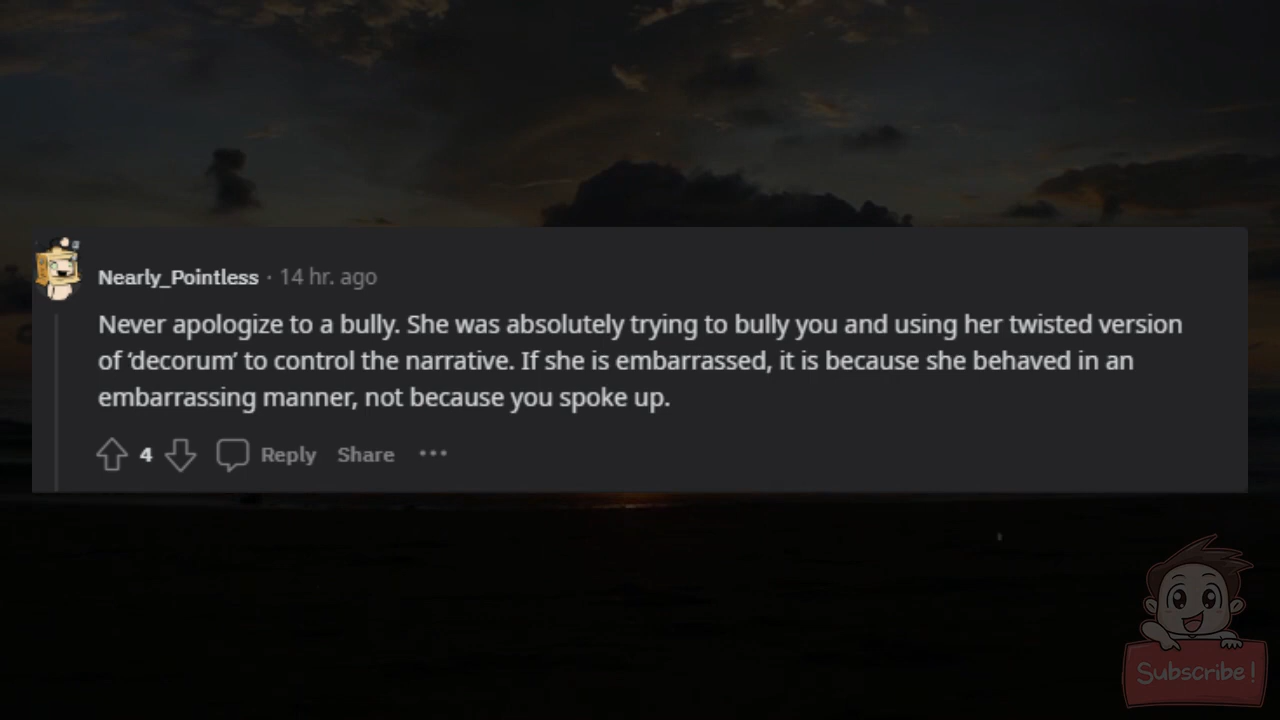 Nearly_Pointless · 14 hr. ago
Never apologize to a bully. She was absolutely trying to bully you and using her twisted version
of ‘decorum’ to control the narrative. If she is embarrassed, it is because she behaved in an
embarrassing manner, not because you spoke up.
4 Reply Share ···
Subscribe!